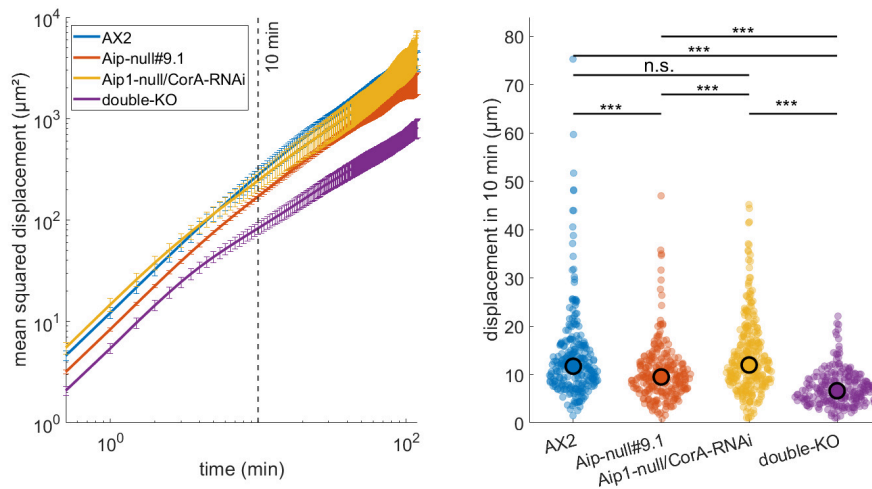 AX2
Aip-null#9.1
Aip1-null/CorA-RNAi
double-KO
10 min
mean squared displacement (µm²)
10⁴
10³
10²
10¹
10⁰
10⁰
10¹
10²
time (min)
displacement in 10 min (µm)
80
70
60
50
40
30
20
10
0
***
***
n.s.
***
***
***
AX2
Aip-null#9.1
Aip1-null/CorA-RNAi
double-KO